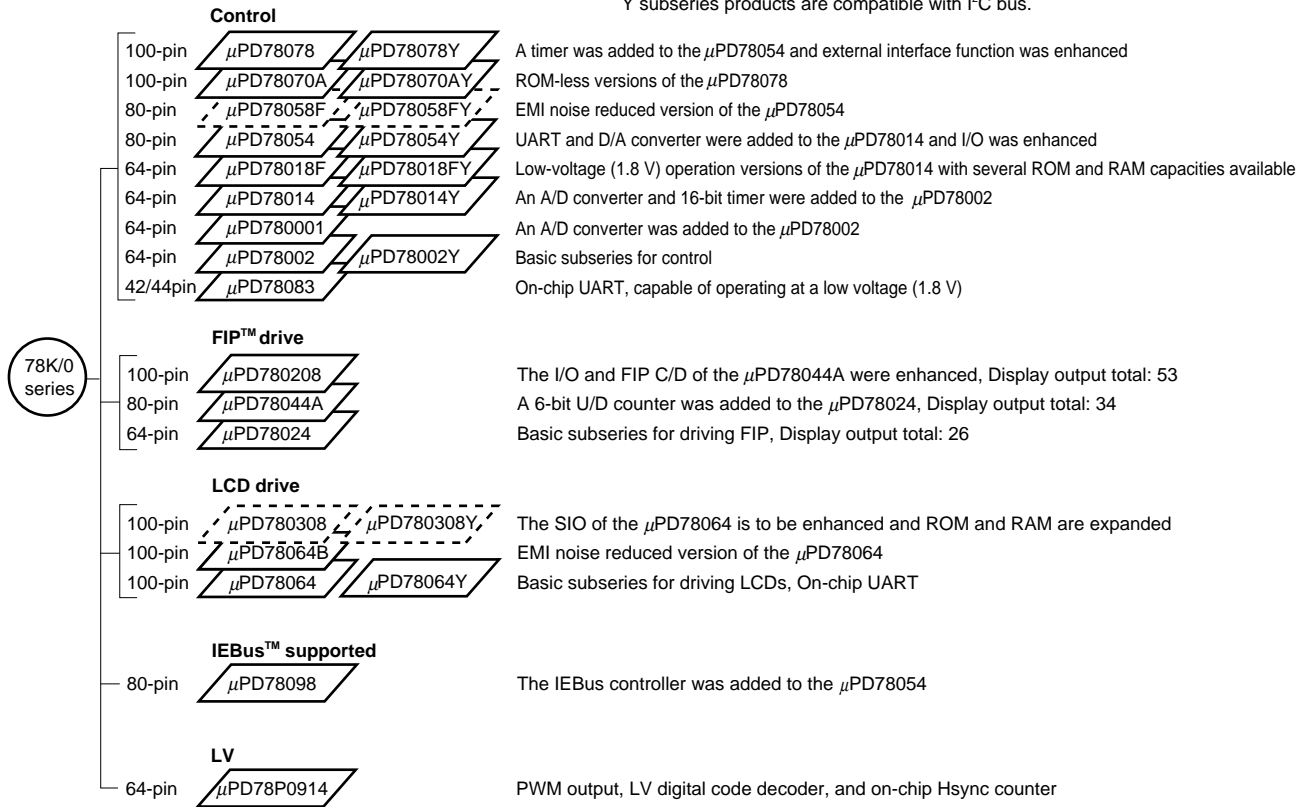 Y subseries products are compatible with I²C bus.
Control
100-pin μPD78078 μPD78078Y A timer was added to the μPD78054 and external interface function was enhanced
100-pin μPD78070A μPD78070AY ROM-less versions of the μPD78078
80-pin μPD78058F μPD78058FY EMI noise reduced version of the μPD78054
80-pin μPD78054 μPD78054Y UART and D/A converter were added to the μPD78014 and I/O was enhanced
64-pin μPD78018F μPD78018FY Low-voltage (1.8 V) operation versions of the μPD78014 with several ROM and RAM capacities available
64-pin μPD78014 μPD78014Y An A/D converter and 16-bit timer were added to the μPD78002
64-pin μPD780001 An A/D converter was added to the μPD78002
64-pin μPD78002 μPD78002Y Basic subseries for control
42/44pin μPD78083 On-chip UART, capable of operating at a low voltage (1.8 V)
78K/0
series
FIP™ drive
100-pin μPD780208 The I/O and FIP C/D of the μPD78044A were enhanced, Display output total: 53
80-pin μPD78044A A 6-bit U/D counter was added to the μPD78024, Display output total: 34
64-pin μPD78024 Basic subseries for driving FIP, Display output total: 26
LCD drive
100-pin μPD780308 μPD780308Y The SIO of the μPD78064 is to be enhanced and ROM and RAM are expanded
100-pin μPD78064B EMI noise reduced version of the μPD78064
100-pin μPD78064 μPD78064Y Basic subseries for driving LCDs, On-chip UART
IEBus™ supported
80-pin μPD78098 The IEBus controller was added to the μPD78054
LV
64-pin μPD78P0914 PWM output, LV digital code decoder, and on-chip Hsync counter